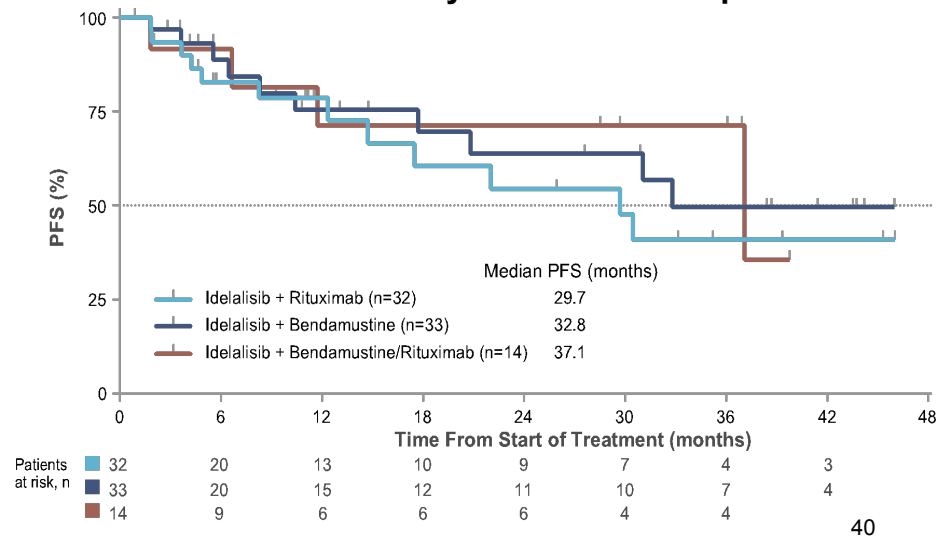 100
75
50
25
0
PFS (%)
Median PFS (months)
Idelalisib + Rituximab (n=32) 29.7
Idelalisib + Bendamustine (n=33) 32.8
Idelalisib + Bendamustine/Rituximab (n=14) 37.1
0 6 12 18 24 30 36 42 48
Time From Start of Treatment (months)
Patients at risk, n
32 20 13 10 9 7 4 3
33 20 15 12 11 10 7 4
14 9 6 6 6 4 4
40